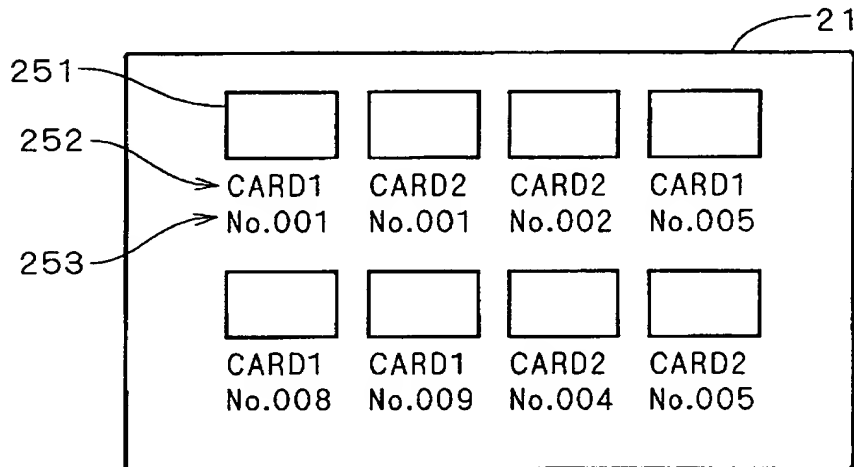 21
251
252
CARD1 CARD2 CARD2 CARD1
No.001 No.001 No.002 No.005
253
CARD1 CARD1 CARD2 CARD2
No.008 No.009 No.004 No.005